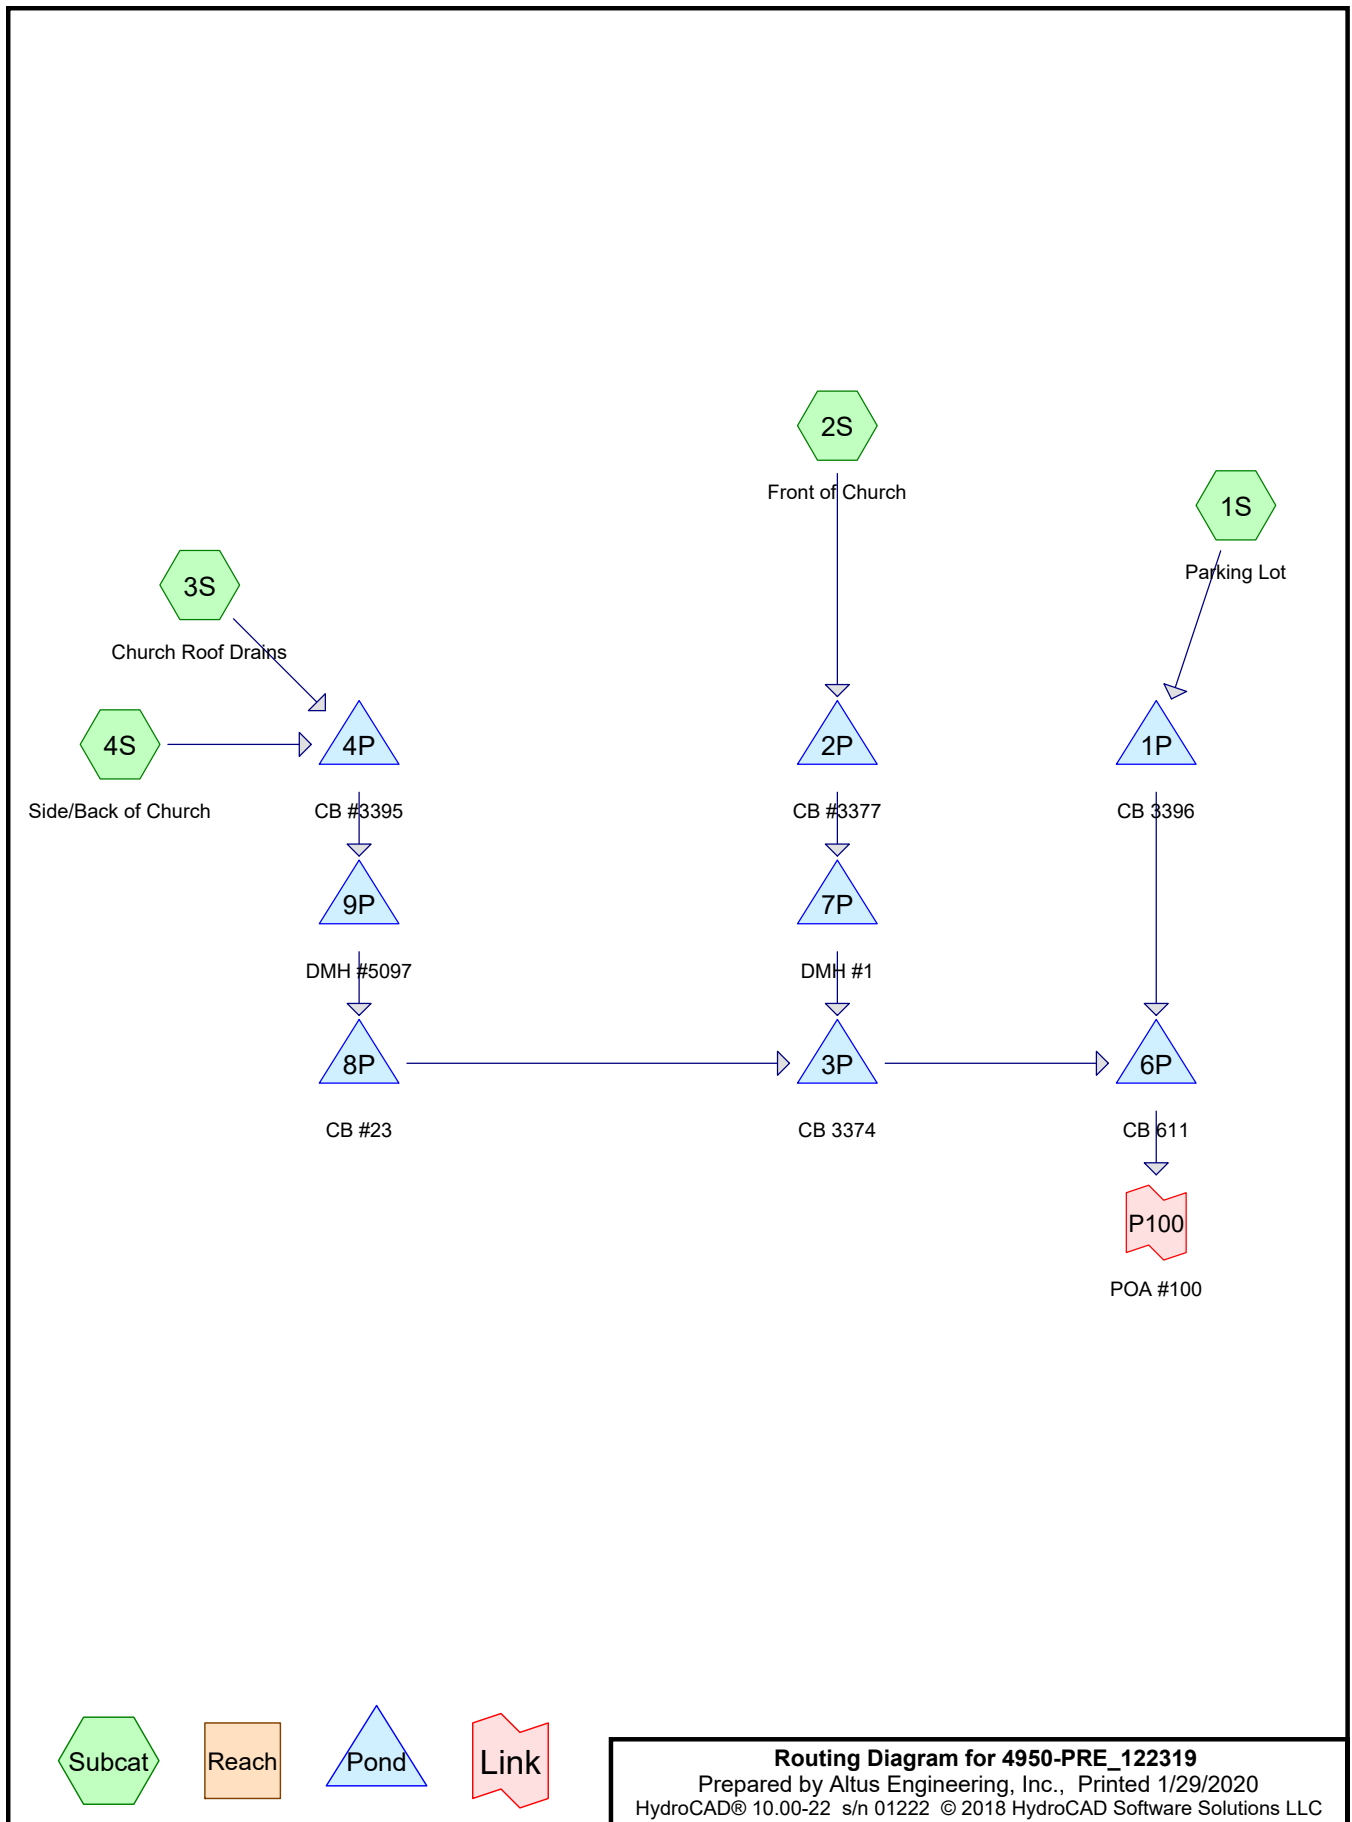 2S
Front of Church
1S
Parking Lot
3S
Church Roof Drains
4S
Side/Back of Church
4P
CB #3395
2P
CB #3377
1P
CB 3396
9P
DMH #5097
7P
DMH #1
8P
CB #23
3P
CB 3374
6P
CB 611
P100
POA #100
Subcat
Reach
Pond
Link
Routing Diagram for 4950-PRE_122319
Prepared by Altus Engineering, Inc., Printed 1/29/2020
HydroCAD® 10.00-22 s/n 01222 © 2018 HydroCAD Software Solutions LLC